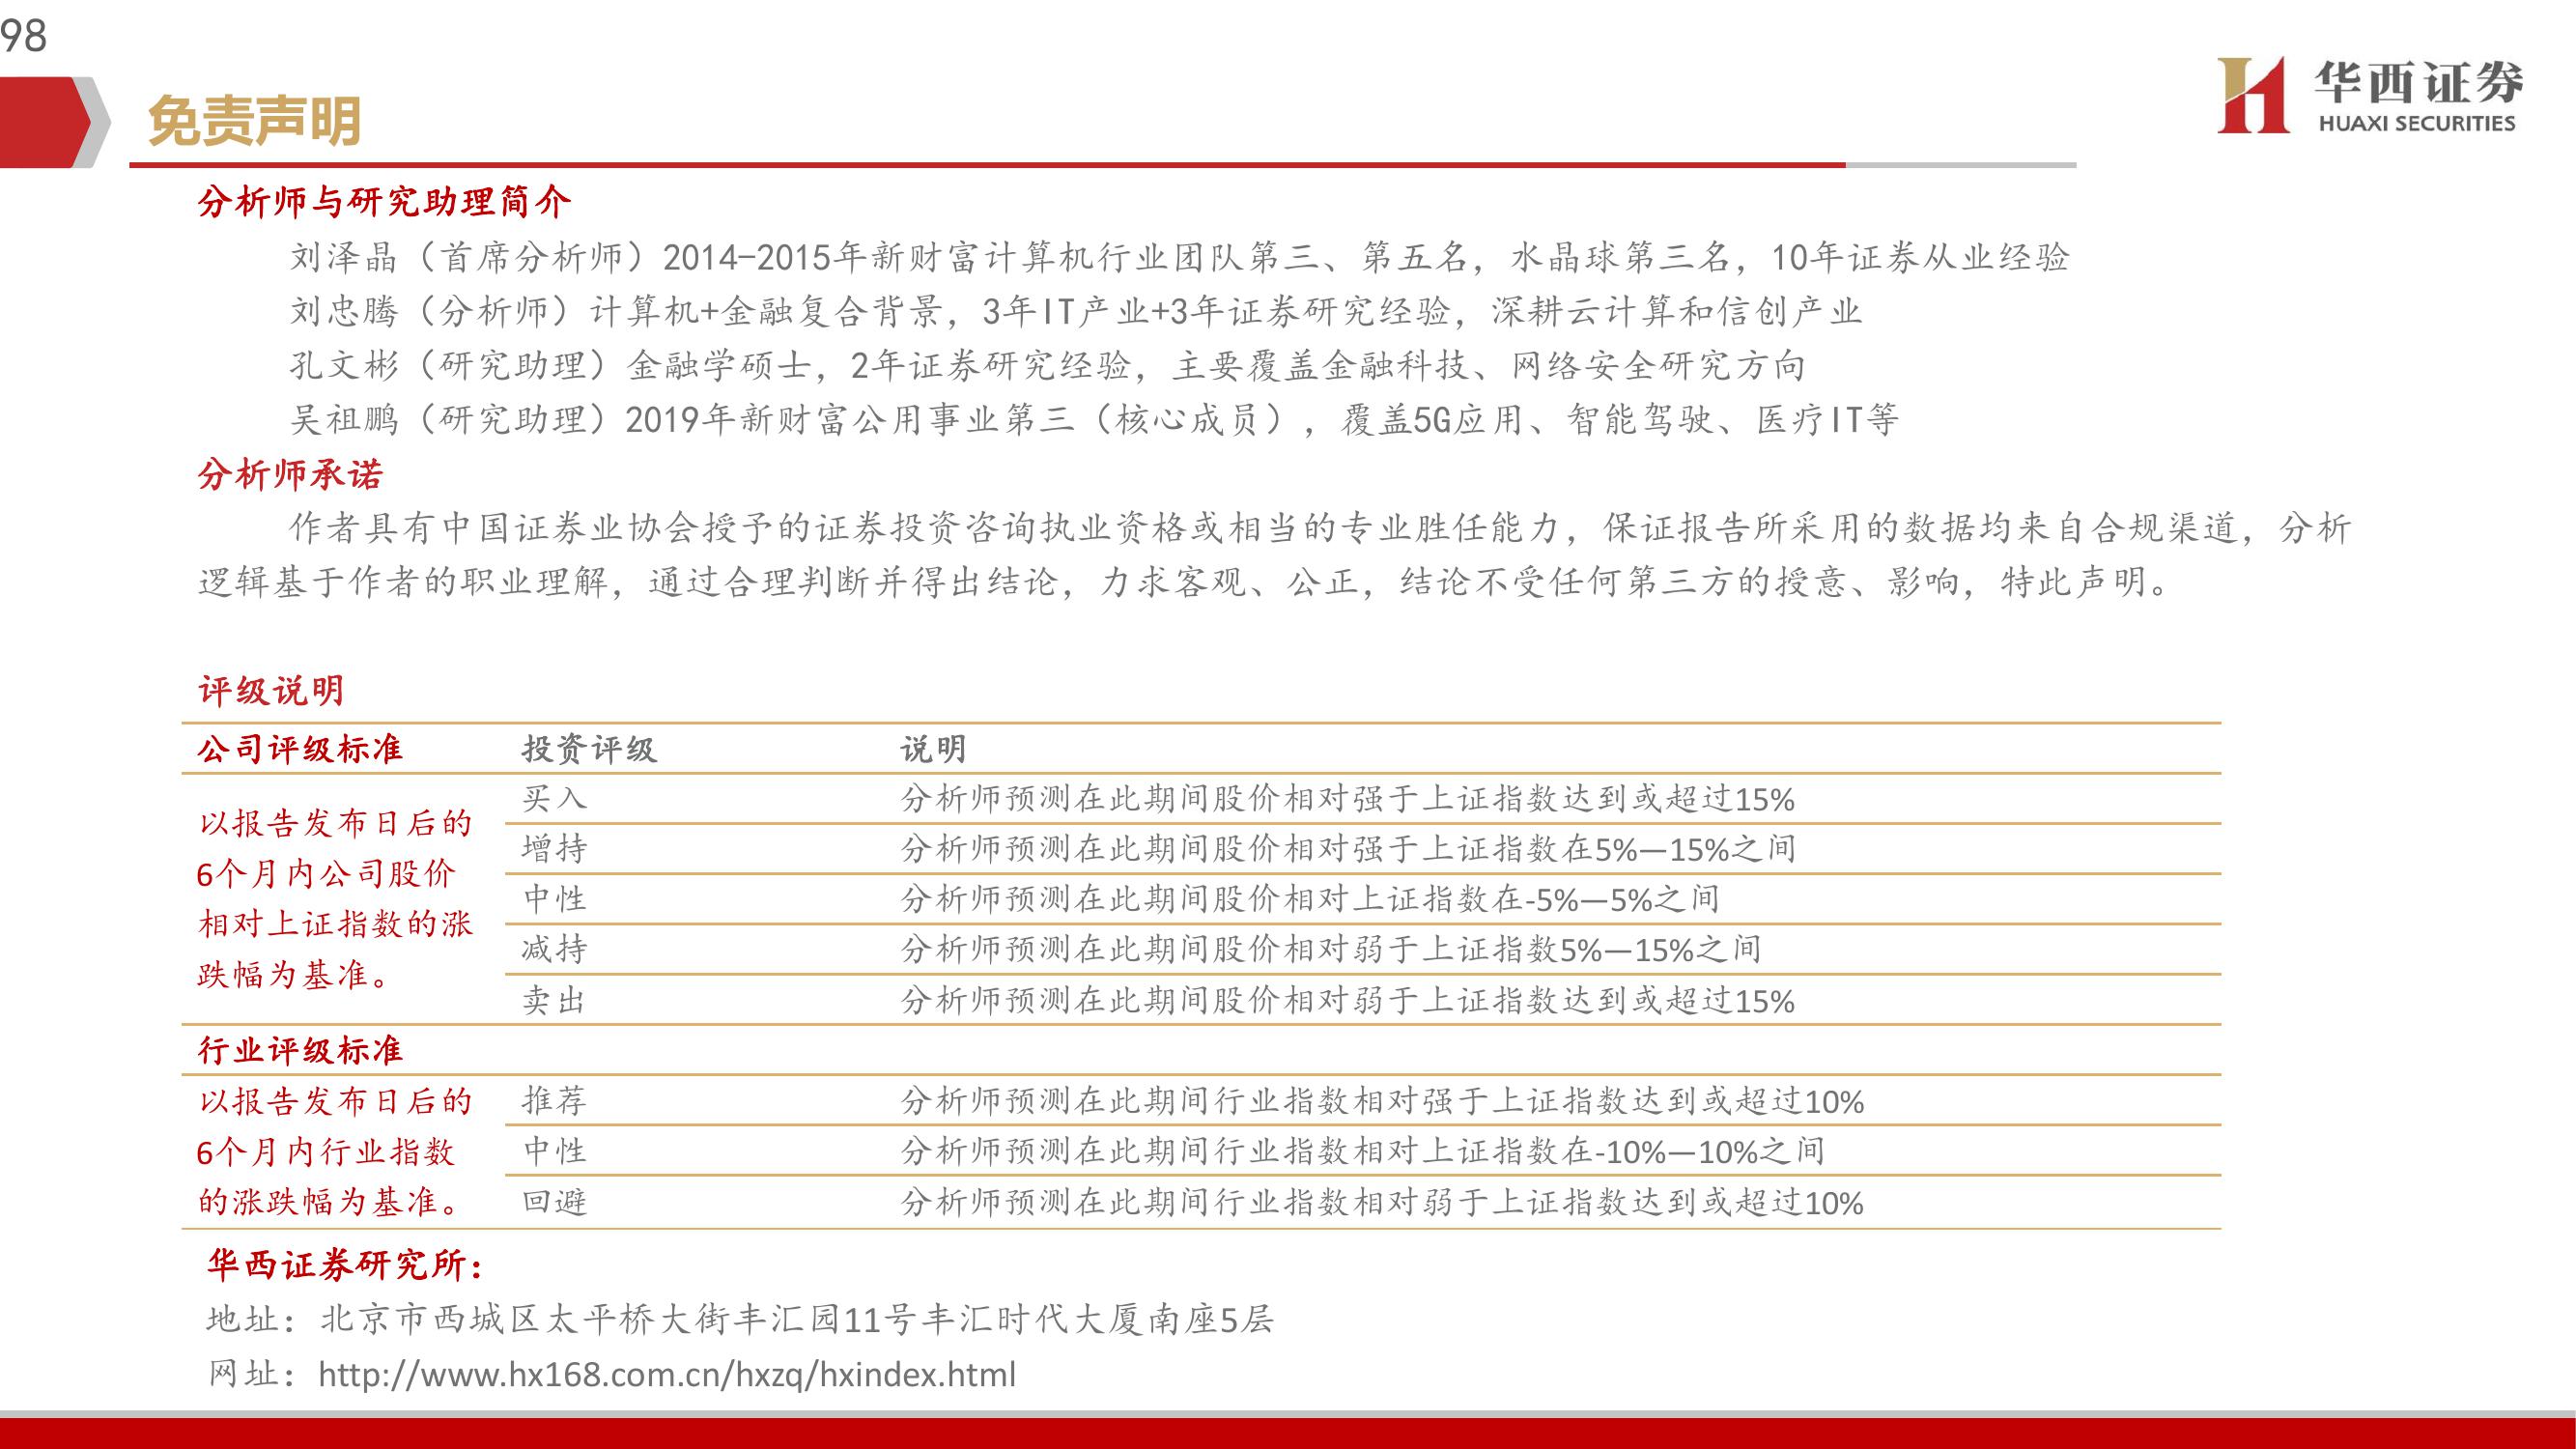 98
免责声明
华西证券
HUAXI SECURITIES
分析师与研究助理简介
刘泽晶（首席分析师）2014-2015年新财富计算机行业团队第三、第五名，水晶球第三名，10年证券从业经验
刘忠腾（分析师）计算机+金融复合背景，3年IT产业+3年证券研究经验，深耕云计算和信创产业
孔文彬（研究助理）金融学硕士，2年证券研究经验，主要覆盖金融科技、网络安全研究方向
吴祖鹏（研究助理）2019年新财富公用事业第三（核心成员），覆盖5G应用、智能驾驶、医疗IT等
分析师承诺
作者具有中国证券业协会授予的证券投资咨询执业资格或相当的专业胜任能力，保证报告所采用的数据均来自合规渠道，分析
逻辑基于作者的职业理解，通过合理判断并得出结论，力求客观、公正，结论不受任何第三方的授意、影响，特此声明。
评级说明
公司评级标准 投资评级 说明
以报告发布日后的
6个月内公司股价
相对上证指数的涨
跌幅为基准。
买入 分析师预测在此期间股价相对强于上证指数达到或超过15%
增持 分析师预测在此期间股价相对强于上证指数在5%—15%之间
中性 分析师预测在此期间股价相对上证指数在-5%—5%之间
减持 分析师预测在此期间股价相对弱于上证指数5%—15%之间
卖出 分析师预测在此期间股价相对弱于上证指数达到或超过15%
行业评级标准
以报告发布日后的
6个月内行业指数
的涨跌幅为基准。
推荐 分析师预测在此期间行业指数相对强于上证指数达到或超过10%
中性 分析师预测在此期间行业指数相对上证指数在-10%—10%之间
回避 分析师预测在此期间行业指数相对弱于上证指数达到或超过10%
华西证券研究所：
地址：北京市西城区太平桥大街丰汇园11号丰汇时代大厦南座5层
网址：http://www.hx168.com.cn/hxzq/hxindex.html